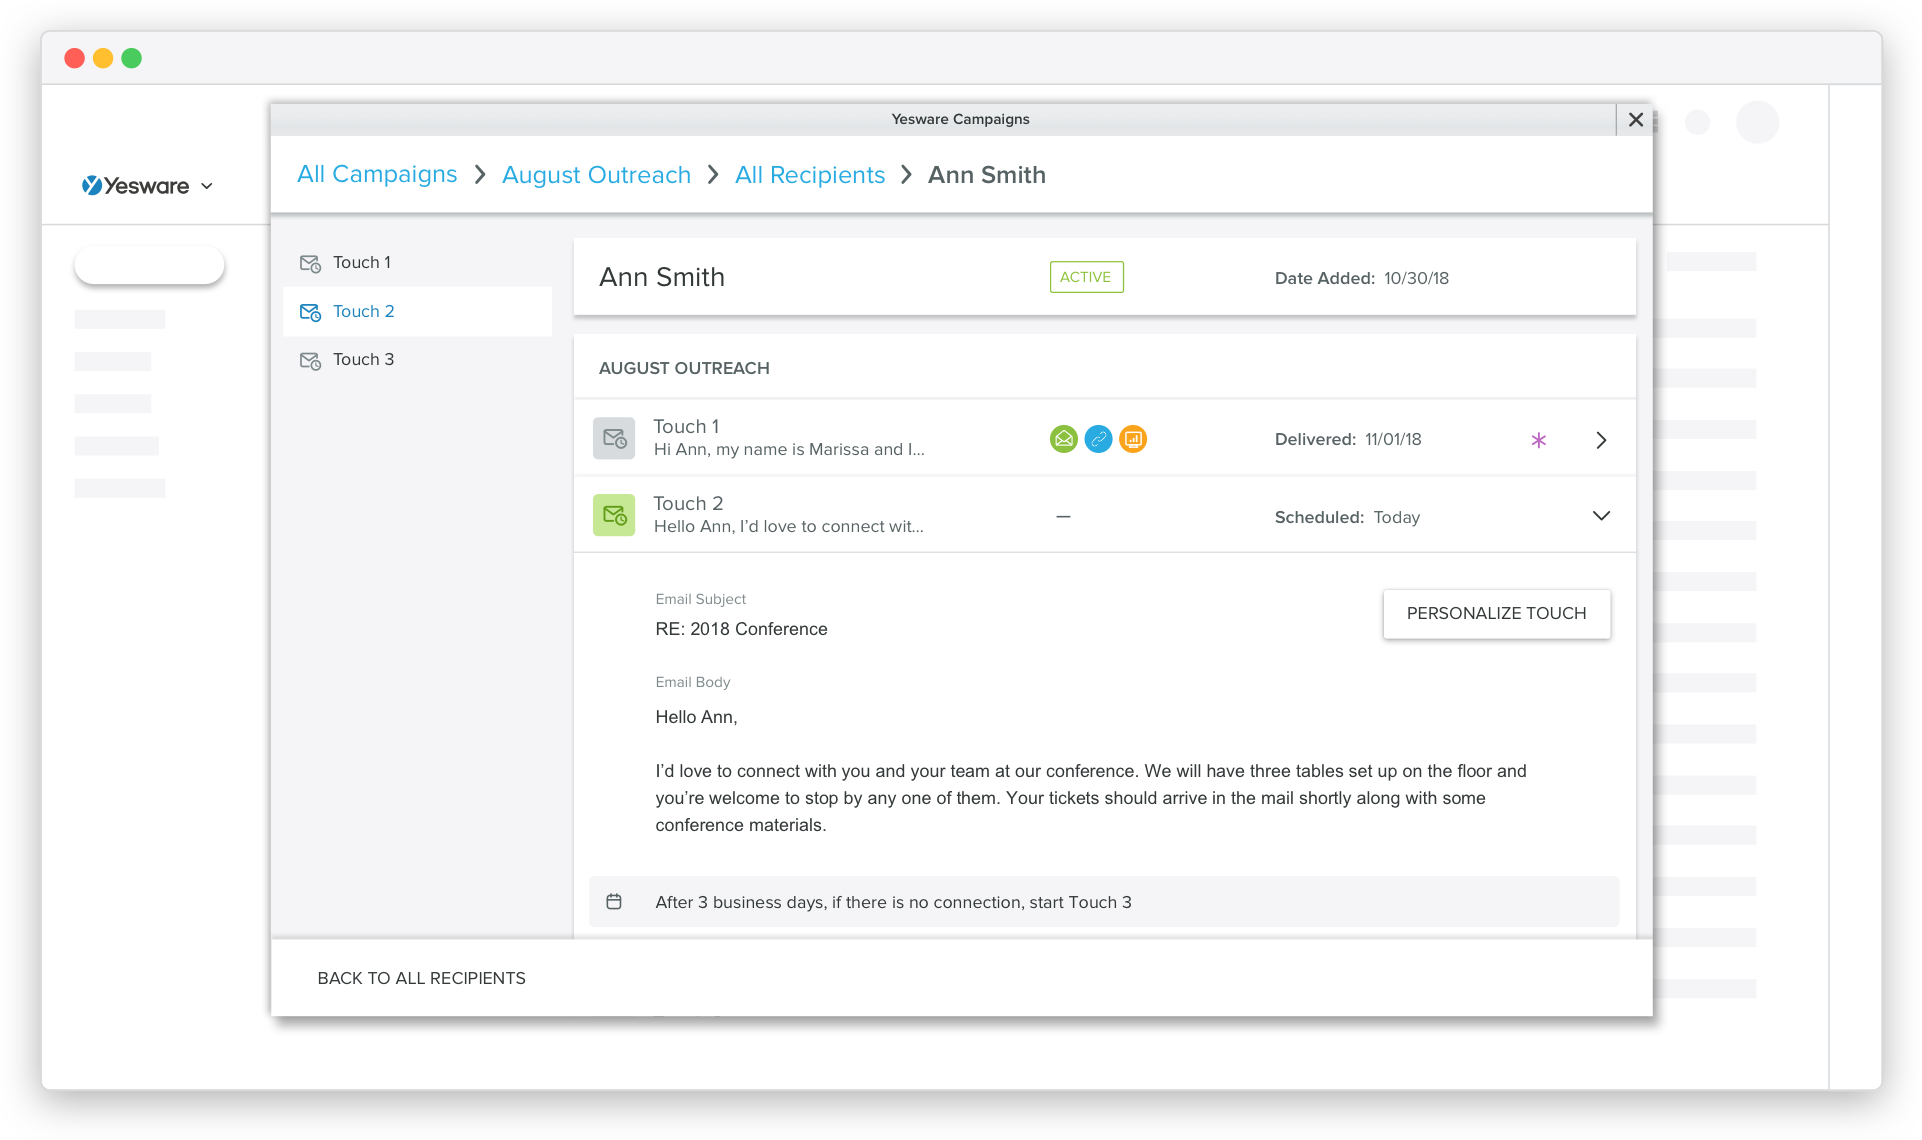 Yesware Campaigns
All Campaigns > August Outreach > All Recipients > Ann Smith
Yesware
Touch 1
Touch 2
Touch 3
Ann Smith
ACTIVE
Date Added: 10/30/18
AUGUST OUTREACH
Touch 1
Hi Ann, my name is Marissa and I...
Delivered: 11/01/18
*
Touch 2
Hello Ann, I’d love to connect wit...
—
Scheduled: Today
Email Subject
RE: 2018 Conference
PERSONALIZE TOUCH
Email Body
Hello Ann,
I’d love to connect with you and your team at our conference. We will have three tables set up on the floor and
you’re welcome to stop by any one of them. Your tickets should arrive in the mail shortly along with some
conference materials.
After 3 business days, if there is no connection, start Touch 3
BACK TO ALL RECIPIENTS